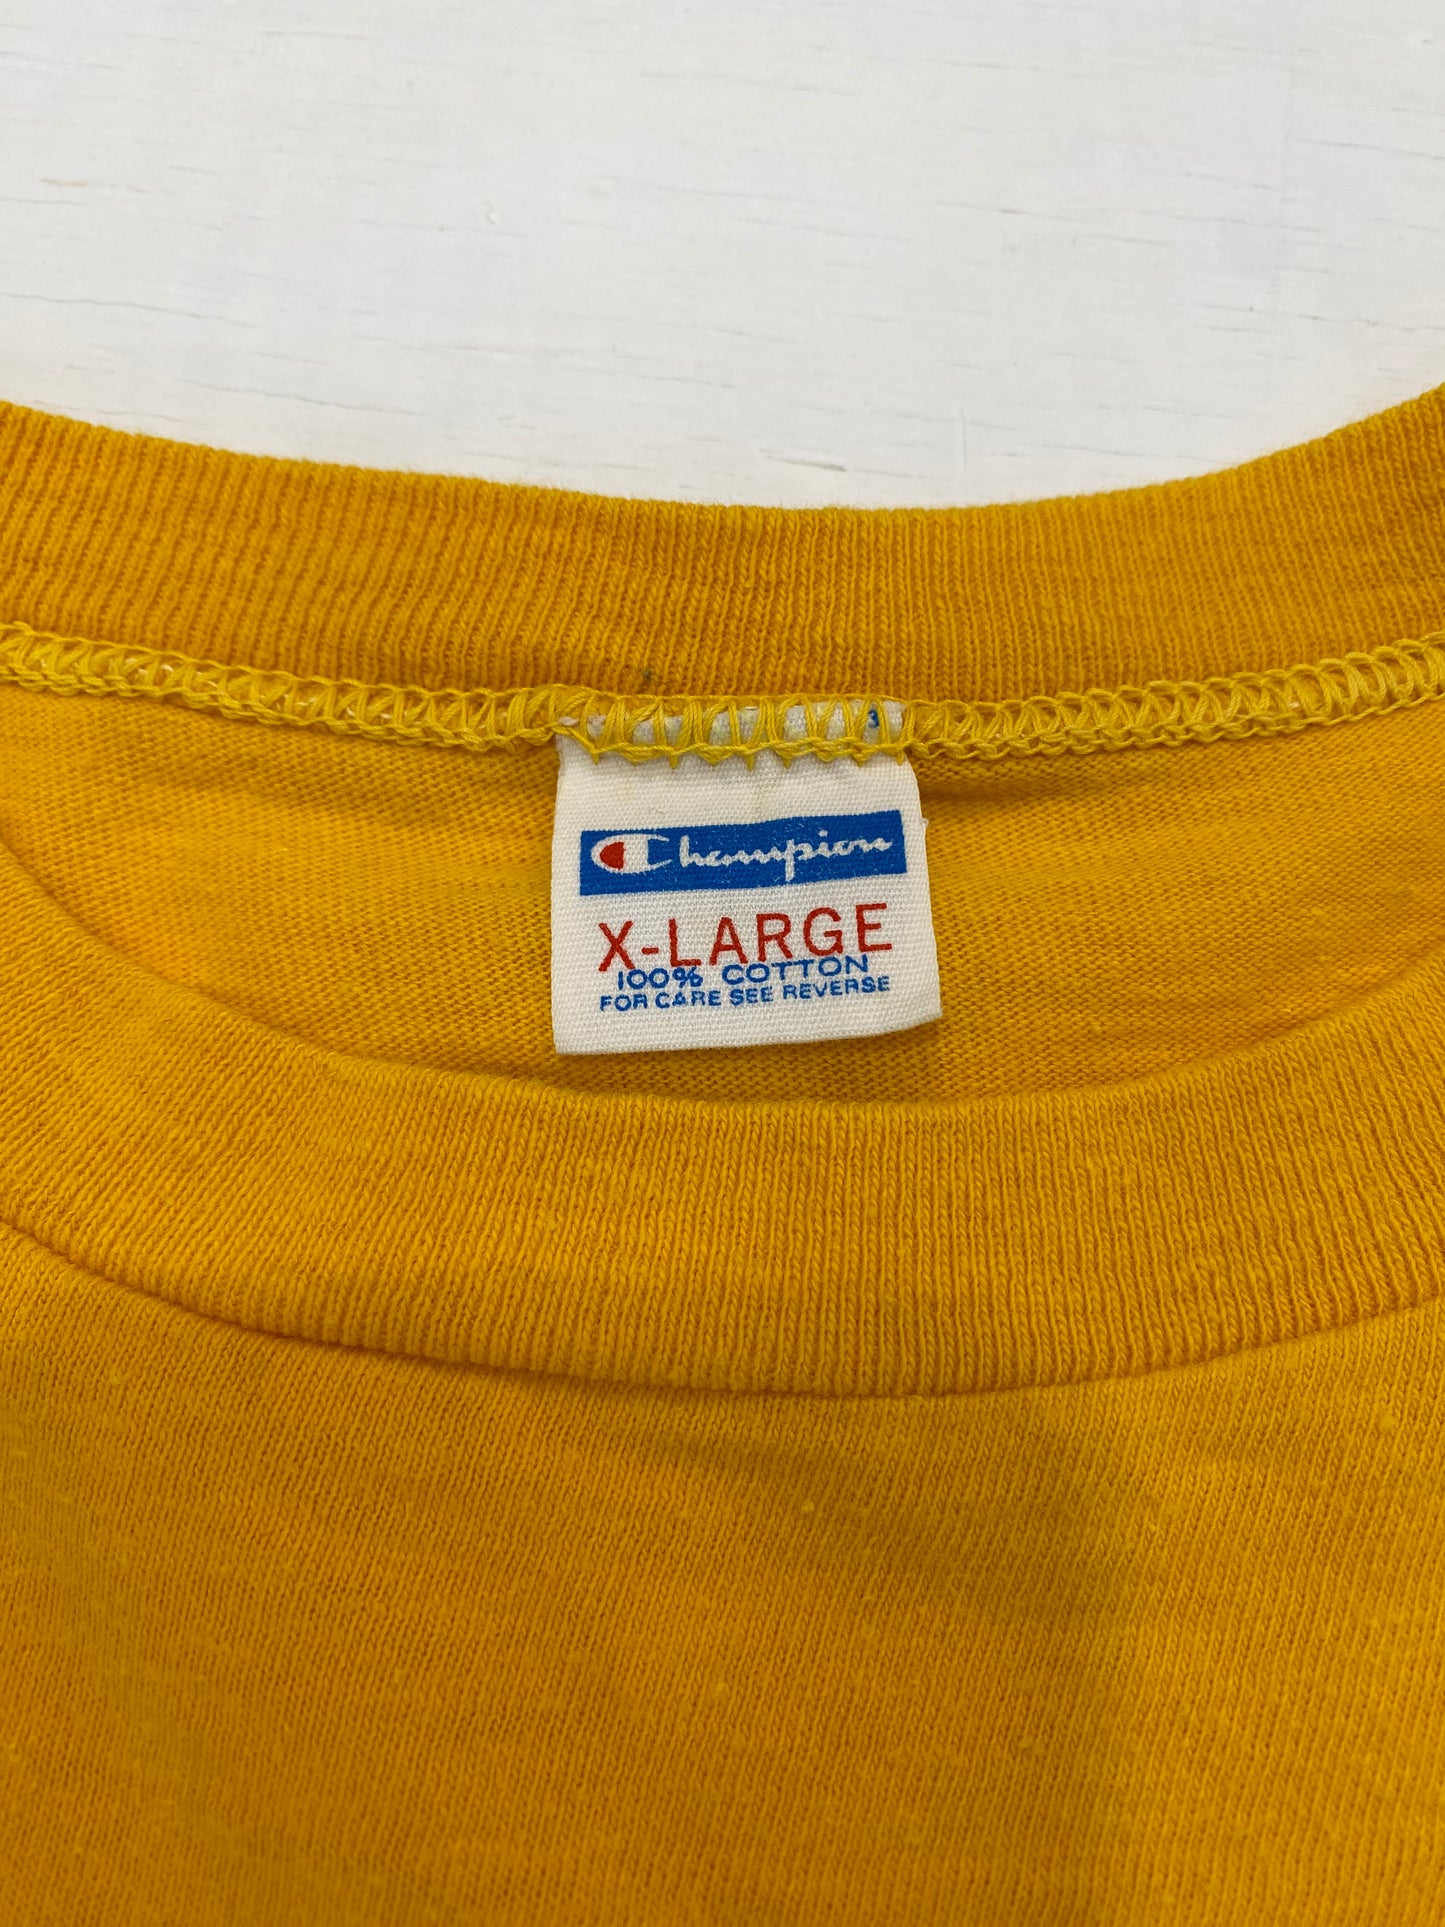 Champion
X-LARGE
100% COTTON
FOR CARE SEE REVERSE